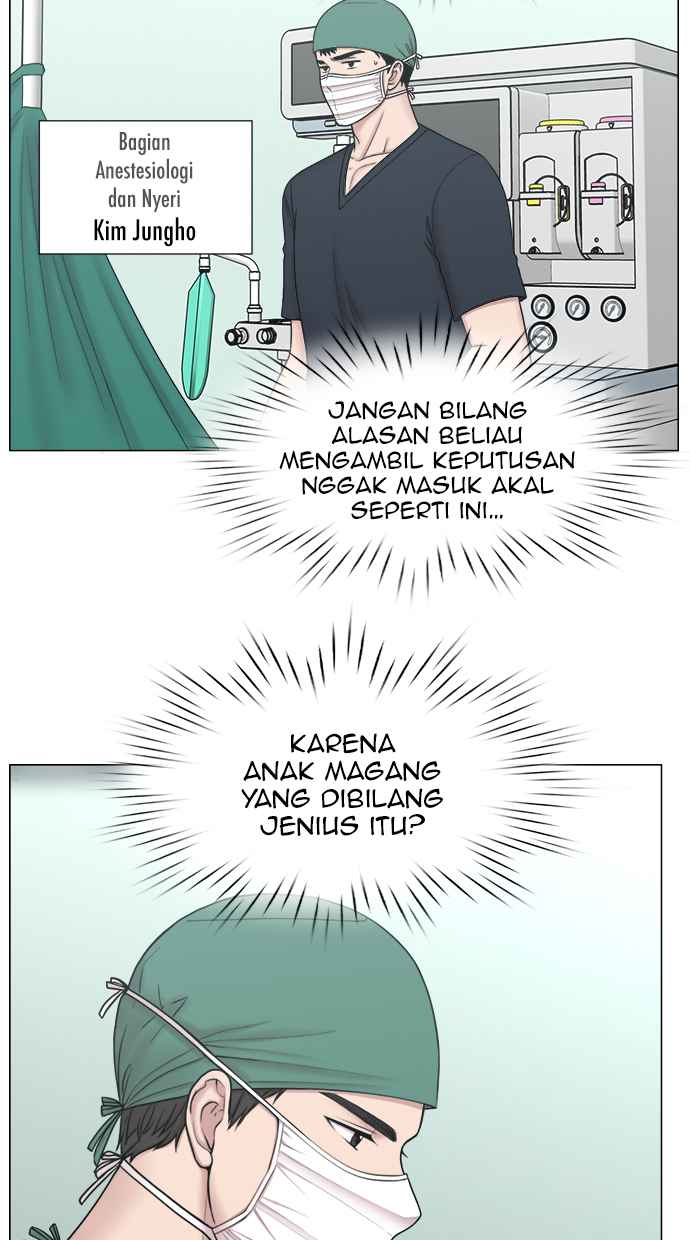 Bagian
Anestesiologi
dan Nyeri
Kim Jungho
JANGAN BILANG
ALASAN BELIAU
MENGAMBIL KEPUTUSAN
NGGAK MASUK AKAL
SEPERTI INI...
KARENA
ANAK MAGANG
YANG DIBILANG
JENIUS ITU?